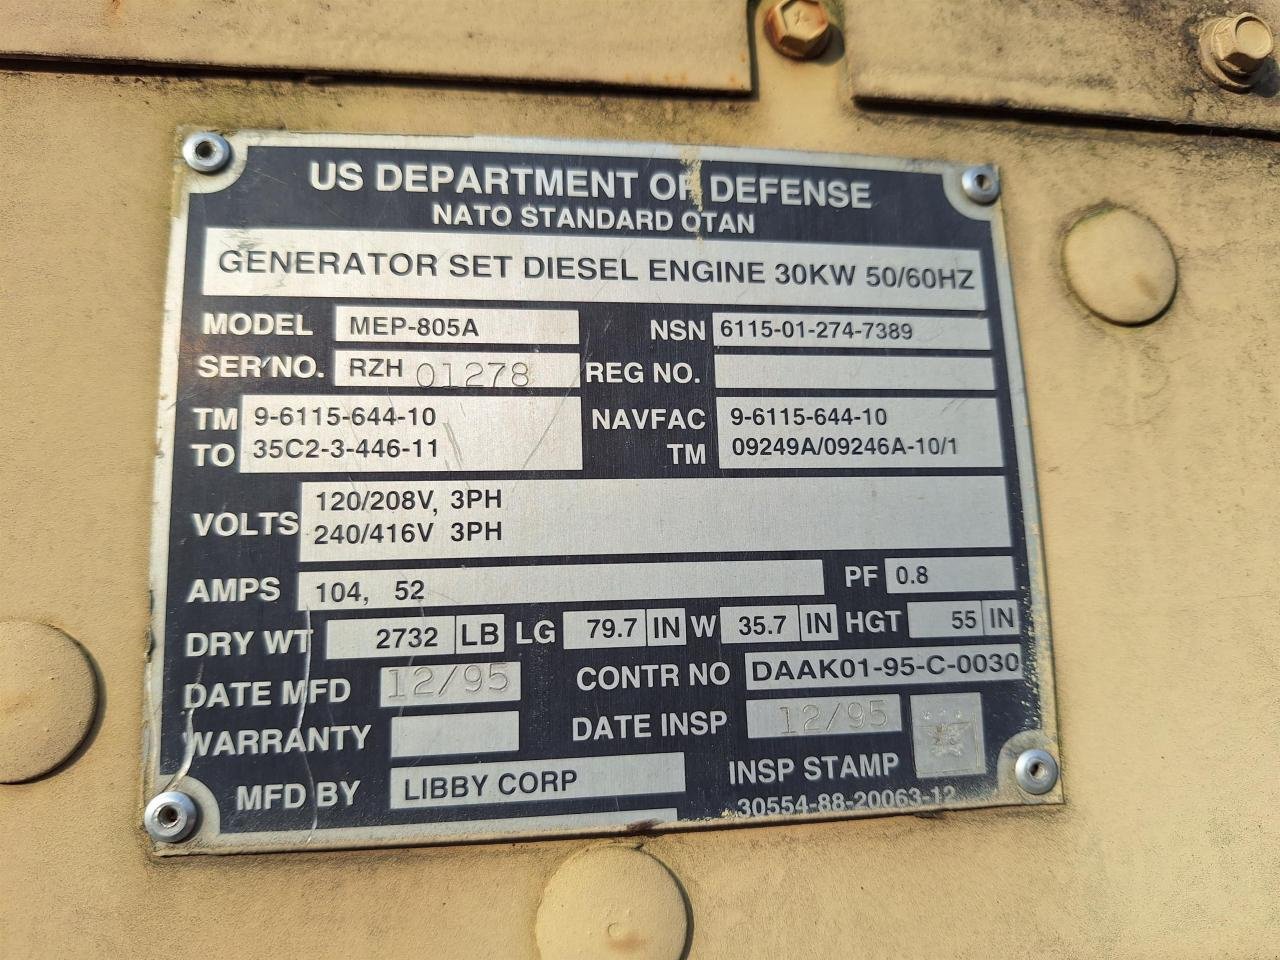 US DEPARTMENT OF DEFENSE
NATO STANDARD OTAN
GENERATOR SET DIESEL ENGINE 30KW 50/60HZ
MODEL MEP-805A NSN 6115-01-274-7389
SER'NO. RZH 01278 REG NO.
TM 9-6115-644-10 NAVFAC 9-6115-644-10
TO 35C2-3-446-11 TM 09249A/09246A-10/1
VOLTS 120/208V, 3PH
240/416V 3PH
AMPS 104, 52 PF 0.8
DRY WT 2732 LB LG 79.7 IN W 35.7 IN HGT 55 IN
DATE MFD 12/95 CONTR NO DAAK01-95-C-0030
WARRANTY DATE INSP 12/95
MFD BY LIBBY CORP INSP STAMP
30554-88-20063-12